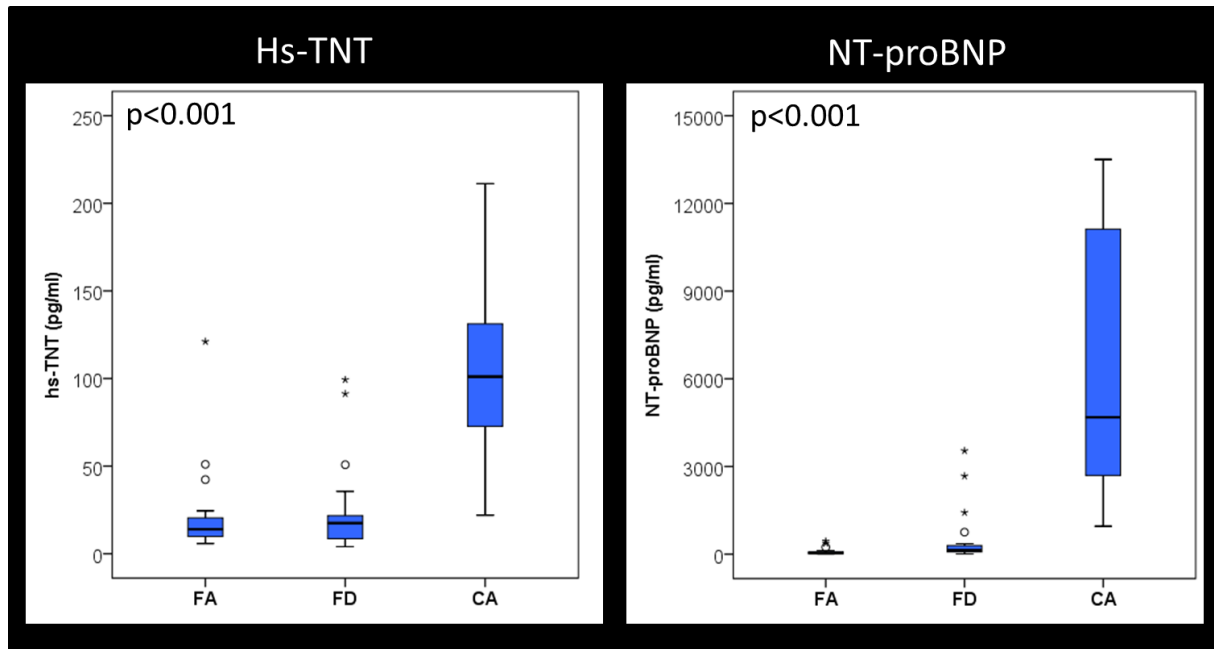 Hs-TNT
p<0.001
250
200
150
100
50
0
hs-TNT (pg/ml)
FA FD CA
NT-proBNP
p<0.001
15000
12000
9000
6000
3000
0
NT-proBNP (pg/ml)
FA FD CA